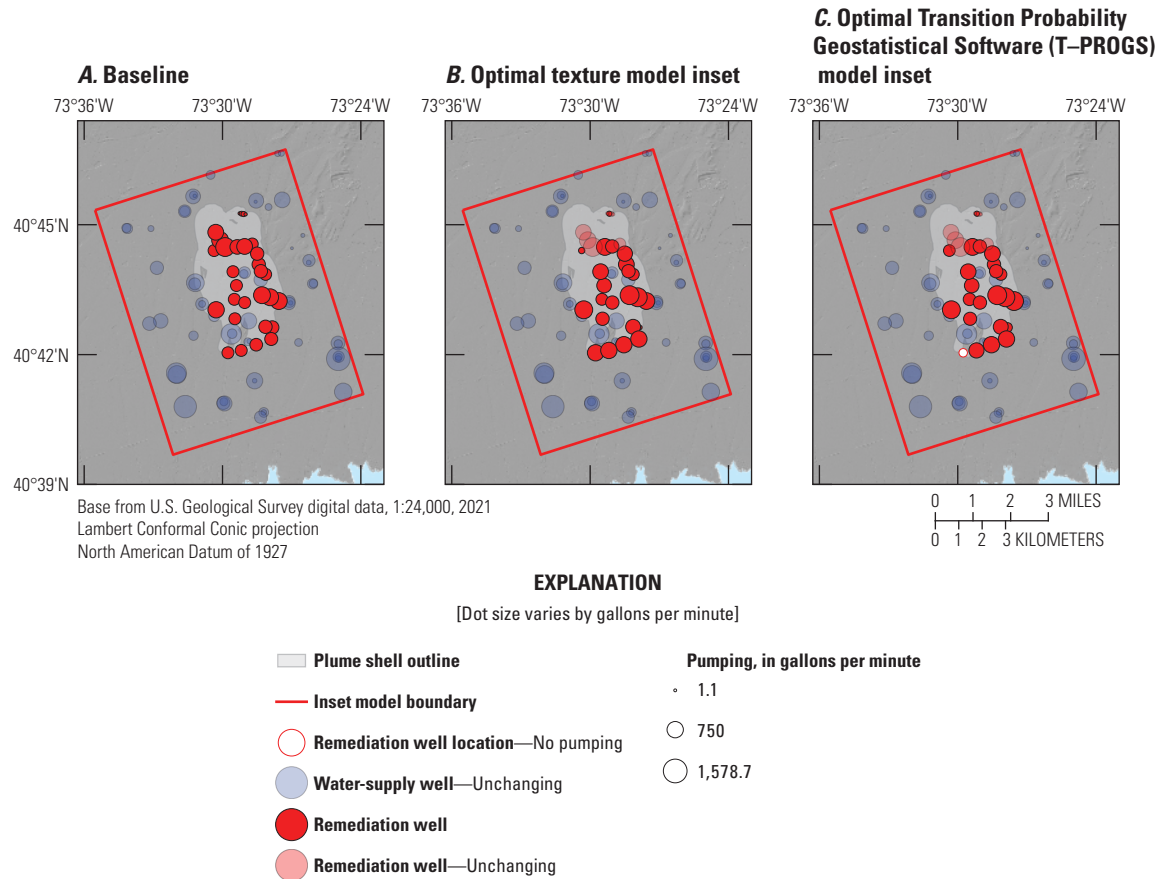 A. Baseline
73°36'W 73°30'W 73°24'W
B. Optimal texture model inset
73°36'W 73°30'W 73°24'W
C. Optimal Transition Probability
Geostatistical Software (T–PROGS)
model inset
73°36'W 73°30'W 73°24'W
40°45'N
40°42'N
40°39'N
Base from U.S. Geological Survey digital data, 1:24,000, 2021
Lambert Conformal Conic projection
North American Datum of 1927
0 1 2 3 MILES
0 1 2 3 KILOMETERS
EXPLANATION
[Dot size varies by gallons per minute]
Plume shell outline
Inset model boundary
Remediation well location—No pumping
Water-supply well—Unchanging
Remediation well
Remediation well—Unchanging
Pumping, in gallons per minute
1.1
750
1,578.7